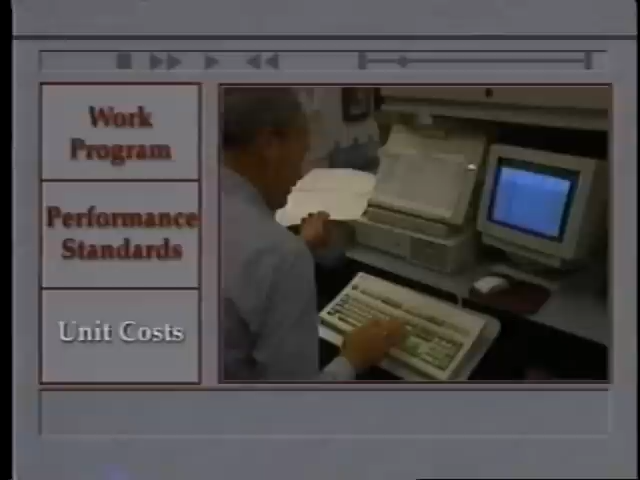 Work
Program
Performance
Standards
Unit Costs